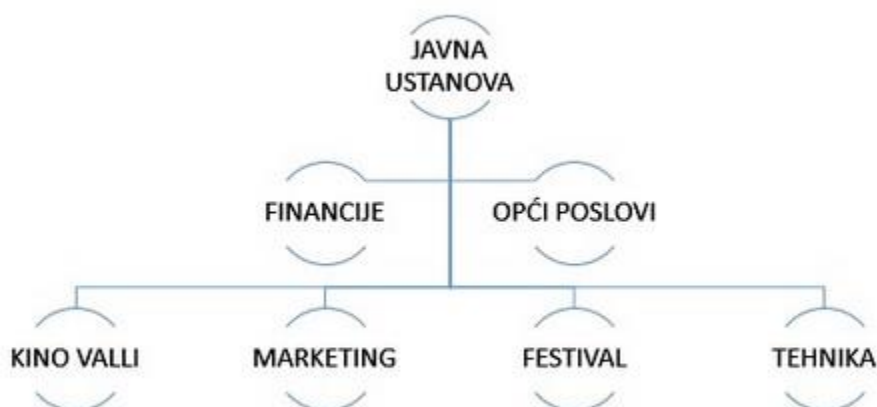 JAVNA
USTANOVA
FINANCIJE
OPĆI POSLOVI
KINO VALLI
MARKETING
FESTIVAL
TEHNIKA